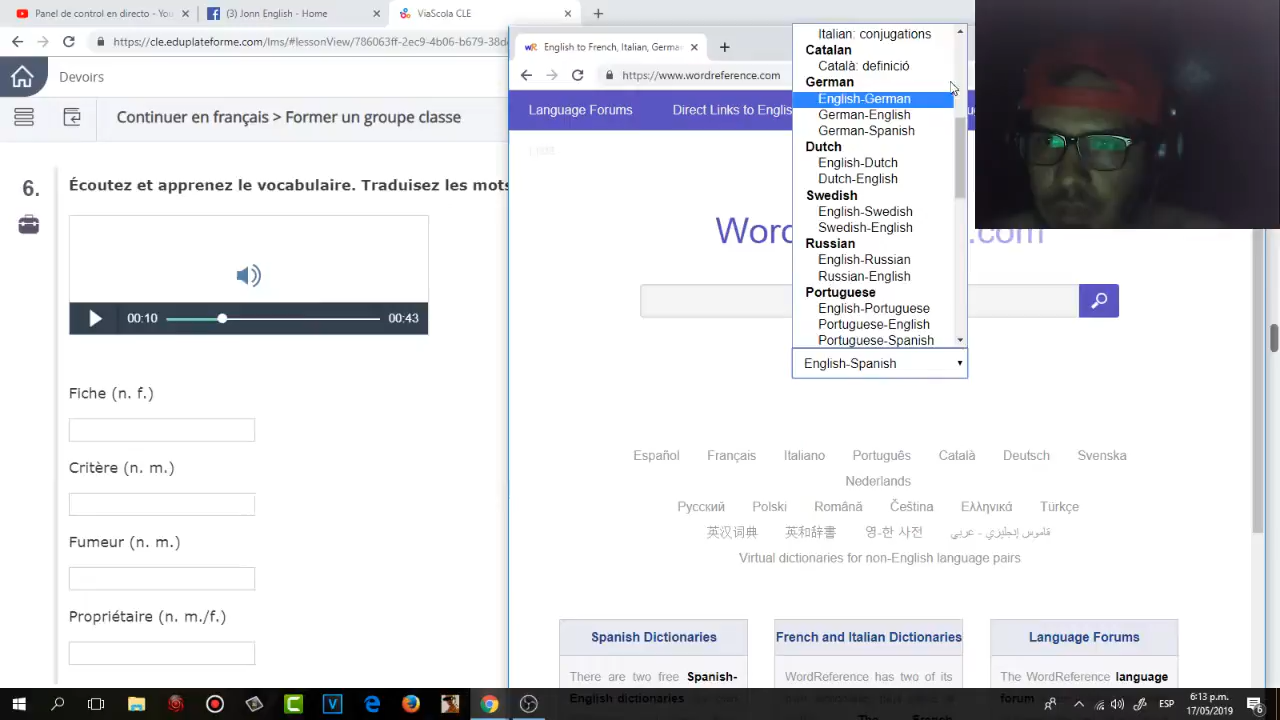 Panel de control en directo - You
(3) Jonn English - Home
ViaScola CLE
https://cle.eduplateforme.com/lms/#lessonView/786063ff-2ec9-4b06-b679-38d
English to French, Italian, Germa
https://www.wordreference.com
Devoirs
Continuer en français > Former un groupe classe
Language Forums
Direct Links to Englis
6.
Écoutez et apprenez le vocabulaire. Traduisez les mots
00:10
00:43
Fiche (n. f.)
Critère (n. m.)
Fumeur (n. m.)
Propriétaire (n. m./f.)
Word
.com
Italian: conjugations
Catalan
Català: definició
German
English-German
German-English
German-Spanish
Dutch
English-Dutch
Dutch-English
Swedish
English-Swedish
Swedish-English
Russian
English-Russian
Russian-English
Portuguese
English-Portuguese
Portuguese-English
Portuguese-Spanish
English-Spanish
Español Français Italiano Português Català Deutsch Svenska
Nederlands
Русский Polski Română Čeština Ελληνικά Türkçe
英汉词典 英和辞書 영-한 사전 قاموس إنجليزي - عربي
Virtual dictionaries for non-English language pairs
Spanish Dictionaries
There are two free Spanish-
English dictionaries
French and Italian Dictionaries
WordReference has two of its
own
The French
Language Forums
The WordReference language
forum
ESP
6:13 p.m.
17/05/2019